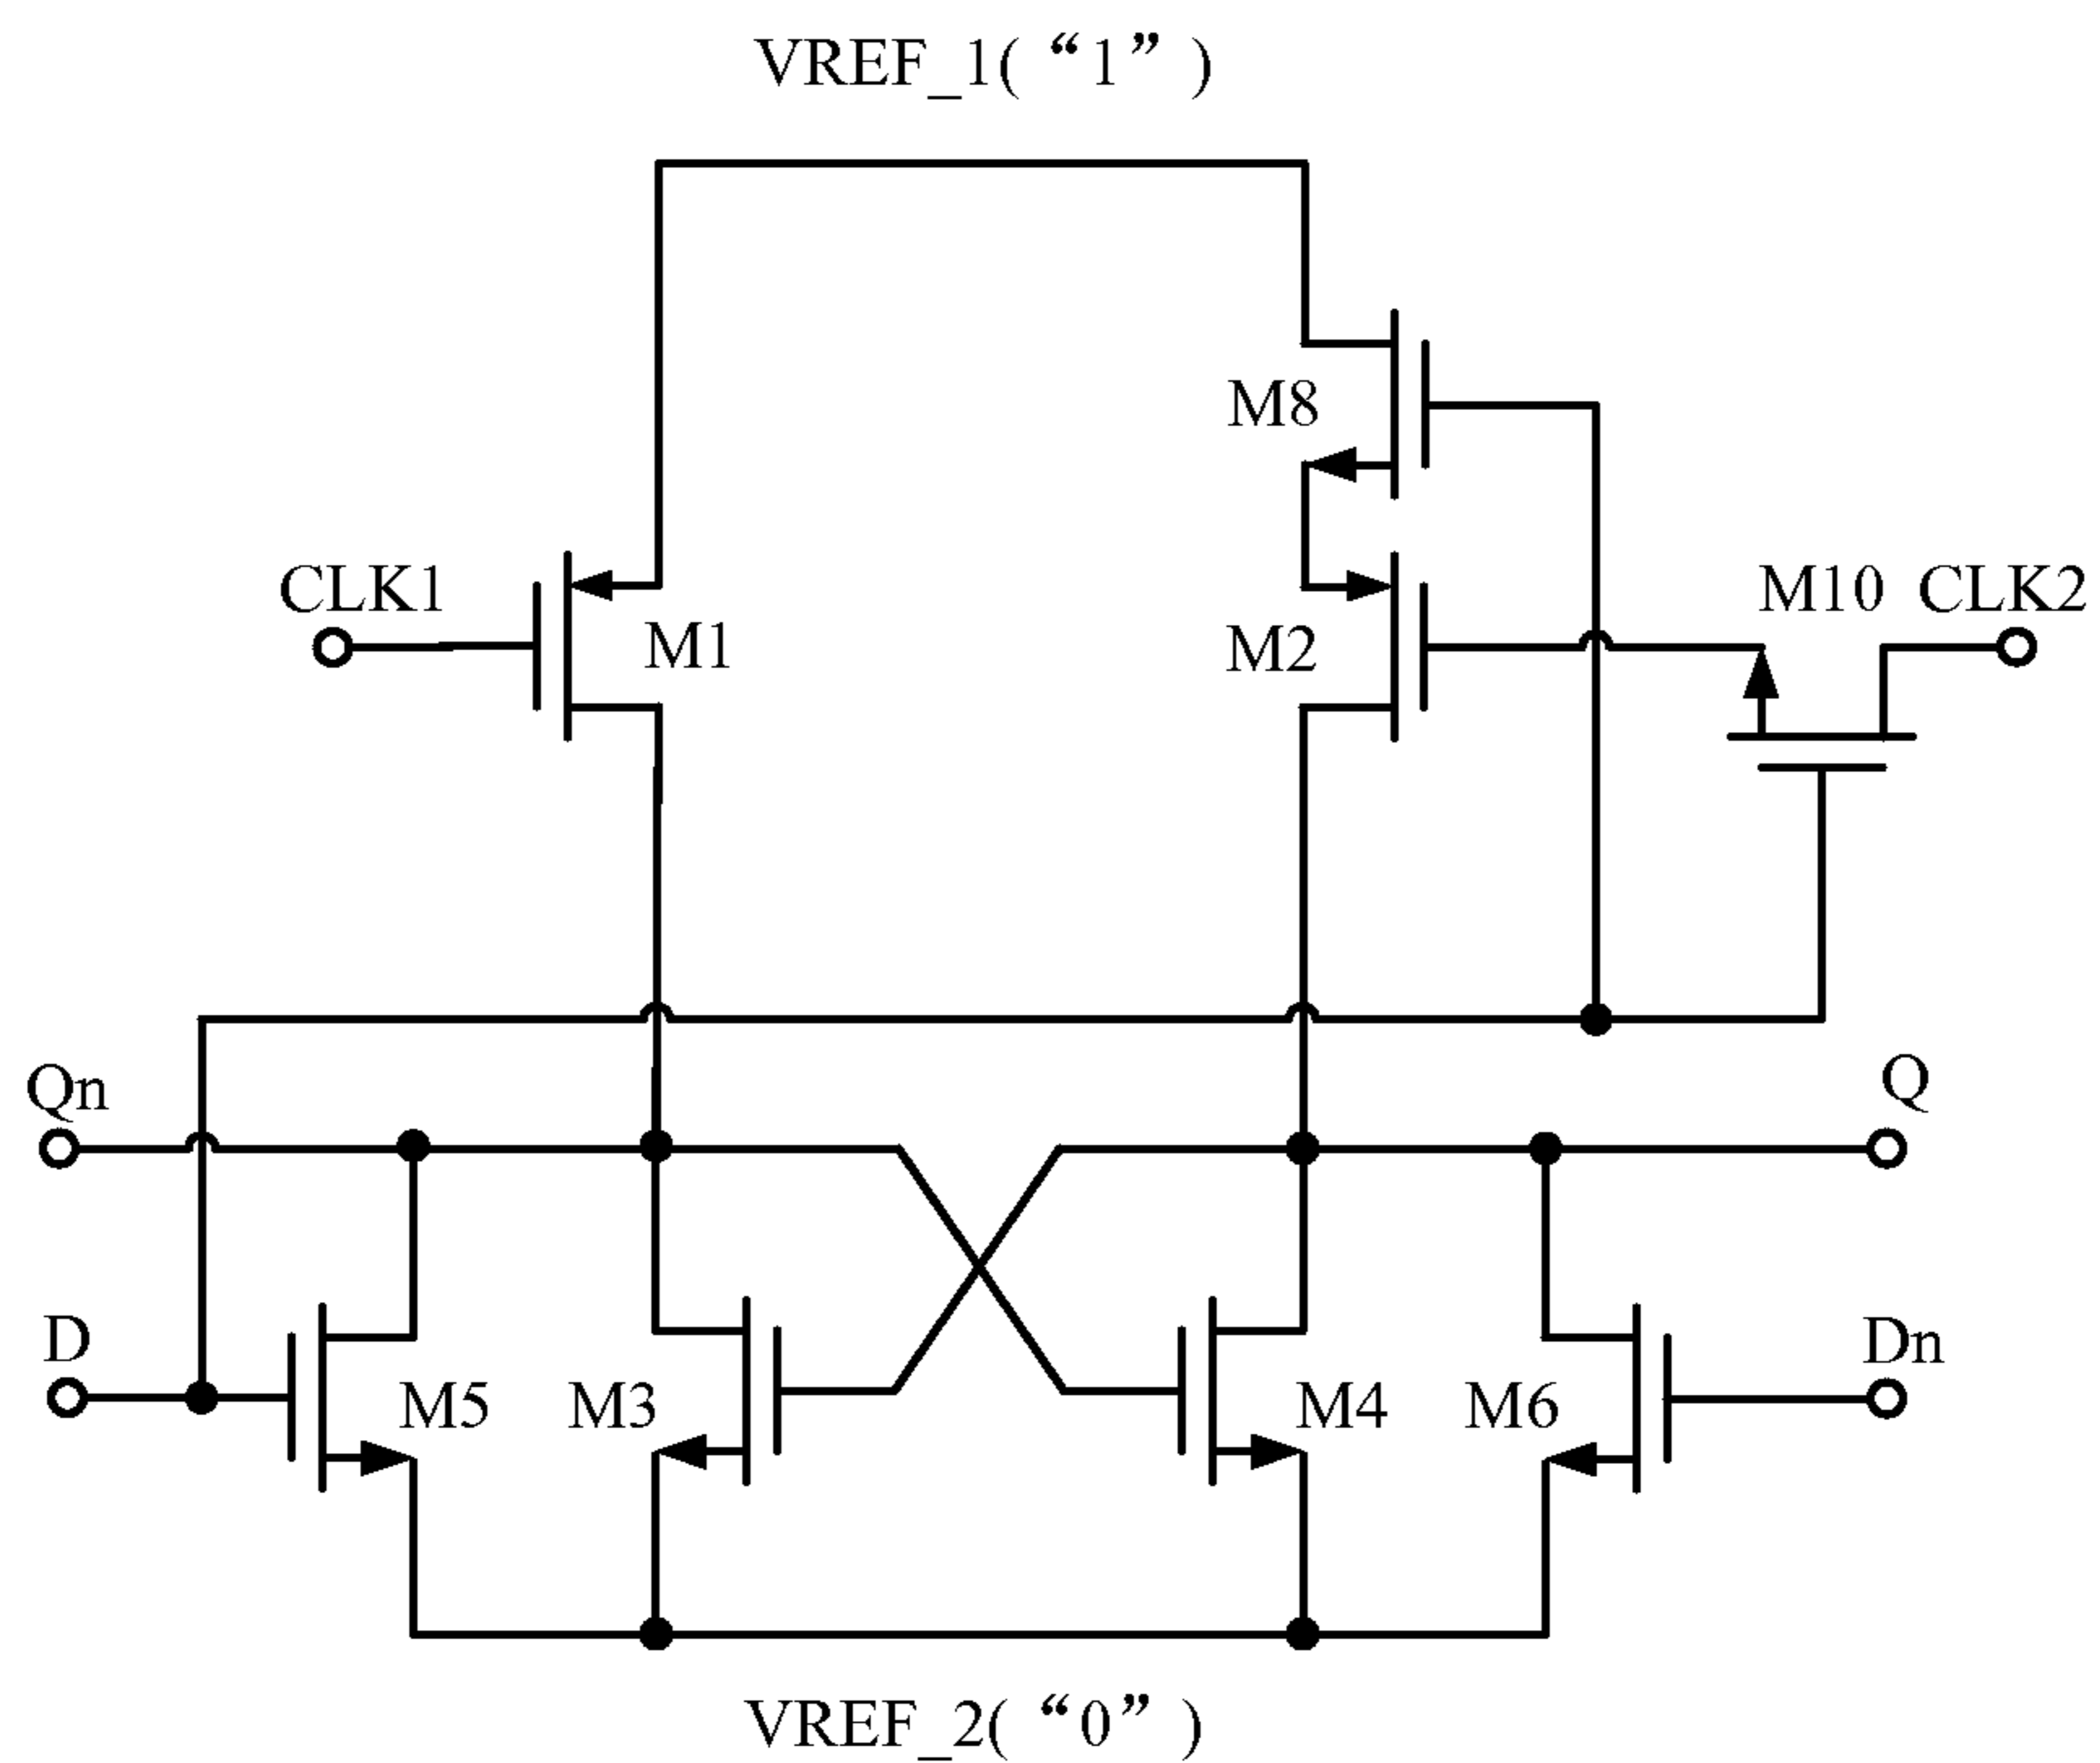 VREF_1(“1”)
M8
CLK1
M1
M2
M10 CLK2
Qn
Q
D
M5
M3
M4
M6
Dn
VREF_2(“0”)